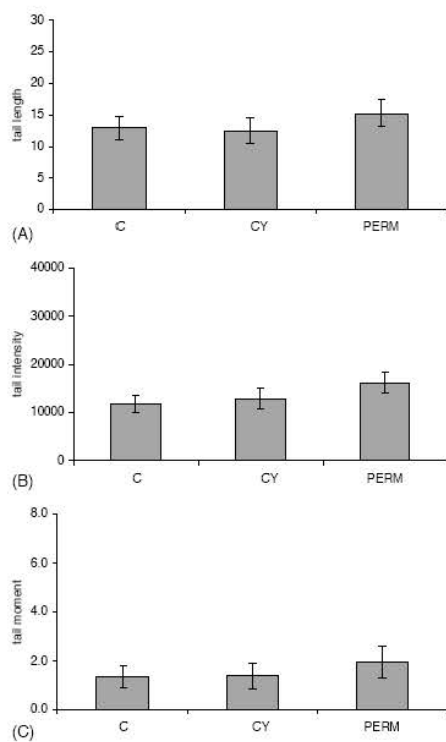 30
25
20
15
10
5
0
tail length
C CY PERM
(A)
40000
30000
20000
10000
0
tail intensity
C CY PERM
(B)
8.0
6.0
4.0
2.0
0.0
tail moment
C CY PERM
(C)